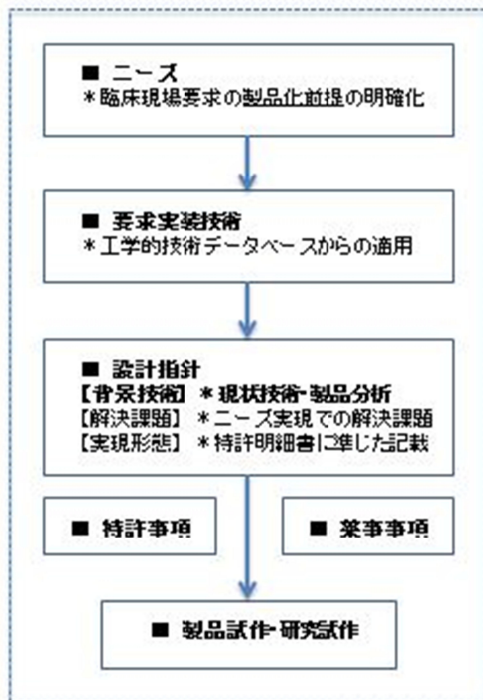 ■ ニーズ
*臨床現場要求の製品化前提の明確化
■ 要求実装技術
*工学的技術データベースからの適用
■ 設計指針
【背景技術】*現状技術・製品分析
【解決課題】*ニーズ実現での解決課題
【実現形態】*特許明細書に準じた記載
■ 特許事項
■ 薬事事項
■ 製品試作・研究試作